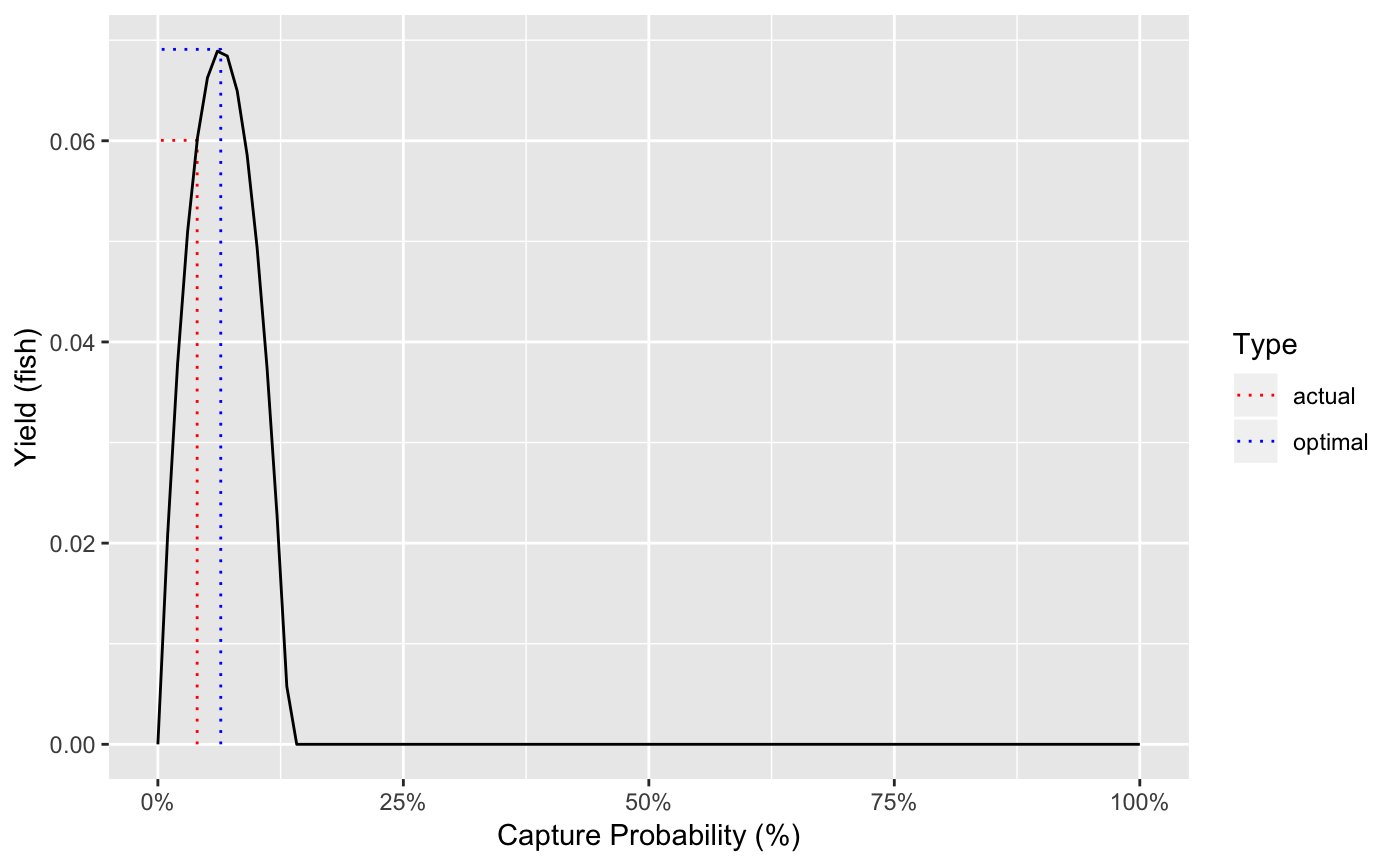 Yield (fish)
0.06
0.04
0.02
0.00
0%
25%
50%
75%
100%
Capture Probability (%)
Type
actual
optimal